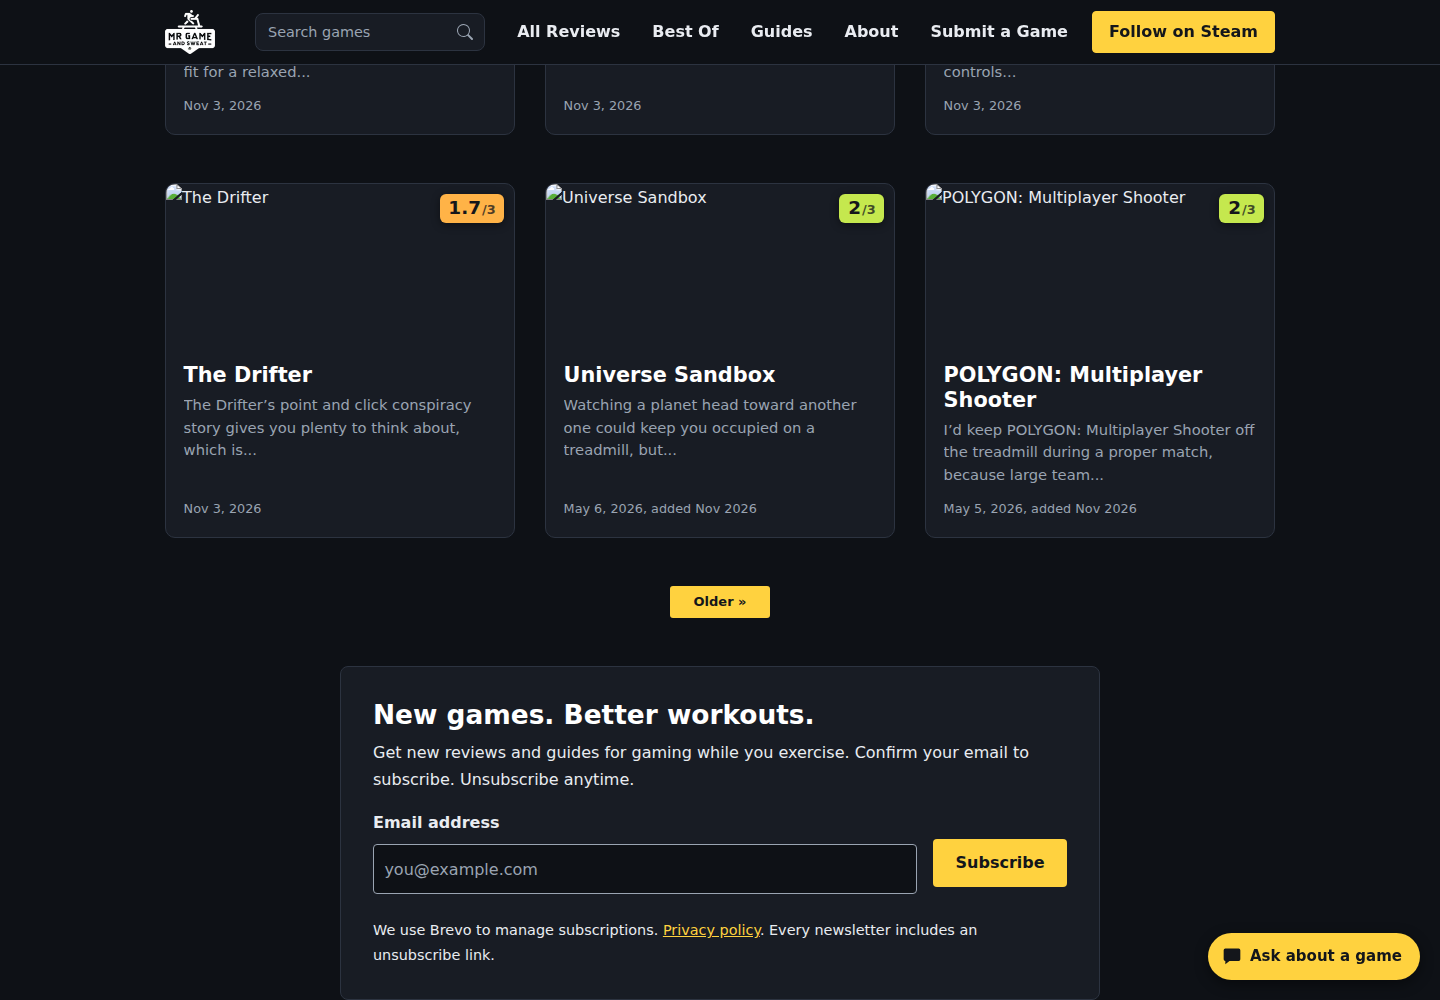 MR GAME
AND SWEAT
Search games
All Reviews
Best Of
Guides
About
Submit a Game
Follow on Steam
fit for a relaxed...
controls...
Nov 3, 2026
Nov 3, 2026
Nov 3, 2026
The Drifter
1.7/3
Universe Sandbox
2/3
POLYGON: Multiplayer Shooter
2/3
The Drifter
The Drifter’s point and click conspiracy
story gives you plenty to think about,
which is...
Nov 3, 2026
Universe Sandbox
Watching a planet head toward another
one could keep you occupied on a
treadmill, but...
May 6, 2026, added Nov 2026
POLYGON: Multiplayer
Shooter
I’d keep POLYGON: Multiplayer Shooter off
the treadmill during a proper match,
because large team...
May 5, 2026, added Nov 2026
Older »
New games. Better workouts.
Get new reviews and guides for gaming while you exercise. Confirm your email to
subscribe. Unsubscribe anytime.
Email address
you@example.com
Subscribe
We use Brevo to manage subscriptions. Privacy policy. Every newsletter includes an
unsubscribe link.
Ask about a game